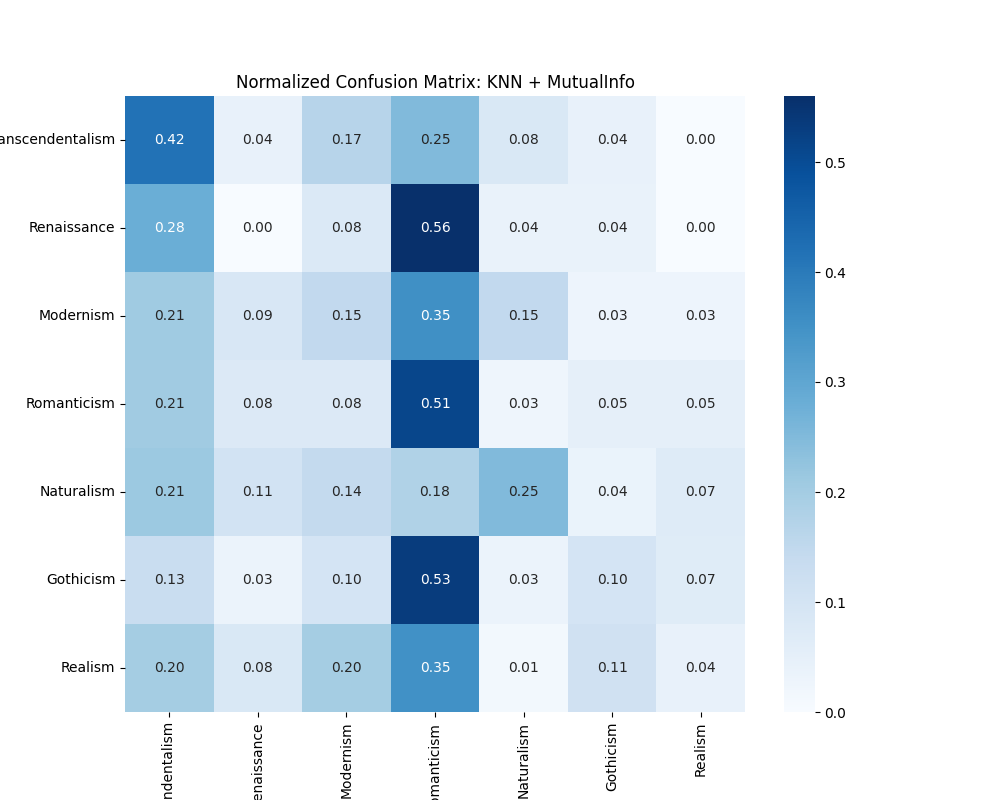 Normalized Confusion Matrix: KNN + MutualInfo
anscendentalism 0.42 0.04 0.17 0.25 0.08 0.04 0.00
Renaissance 0.28 0.00 0.08 0.56 0.04 0.04 0.00
Modernism 0.21 0.09 0.15 0.35 0.15 0.03 0.03
Romanticism 0.21 0.08 0.08 0.51 0.03 0.05 0.05
Naturalism 0.21 0.11 0.14 0.18 0.25 0.04 0.07
Gothicism 0.13 0.03 0.10 0.53 0.03 0.10 0.07
Realism 0.20 0.08 0.20 0.35 0.01 0.11 0.04
ndentalism
enaissance
Modernism
omanticism
Naturalism
Gothicism
Realism
0.5
0.4
0.3
0.2
0.1
0.0